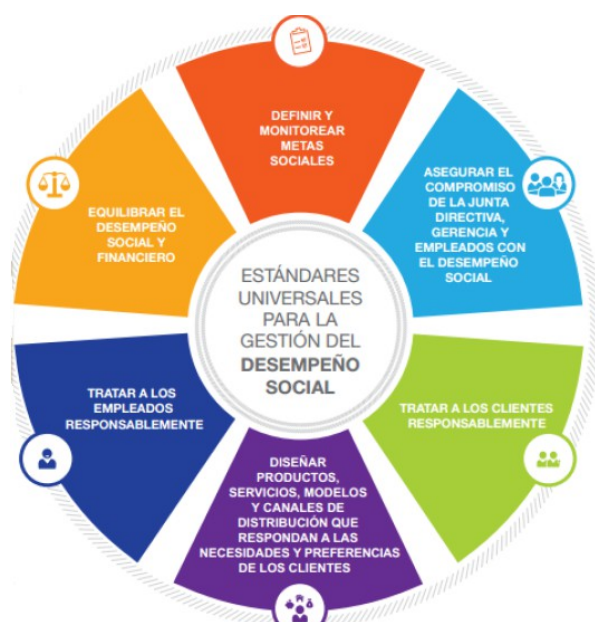 DEFINIR Y
MONITOREAR
METAS
SOCIALES
ASEGURAR EL
COMPROMISO
DE LA JUNTA
DIRECTIVA,
GERENCIA Y
EMPLEADOS CON
EL DESEMPEÑO
SOCIAL
TRATAR A LOS CLIENTES
RESPONSABLEMENTE
DISEÑAR
PRODUCTOS,
SERVICIOS, MODELOS
Y CANALES DE
DISTRIBUCIÓN QUE
RESPONDAN A LAS
NECESIDADES Y PREFERENCIAS
DE LOS CLIENTES
TRATAR A LOS
EMPLEADOS
RESPONSABLEMENTE
EQUILIBRAR EL
DESEMPEÑO
SOCIAL Y
FINANCIERO
ESTÁNDARES
UNIVERSALES
PARA LA
GESTIÓN DEL
DESEMPEÑO
SOCIAL